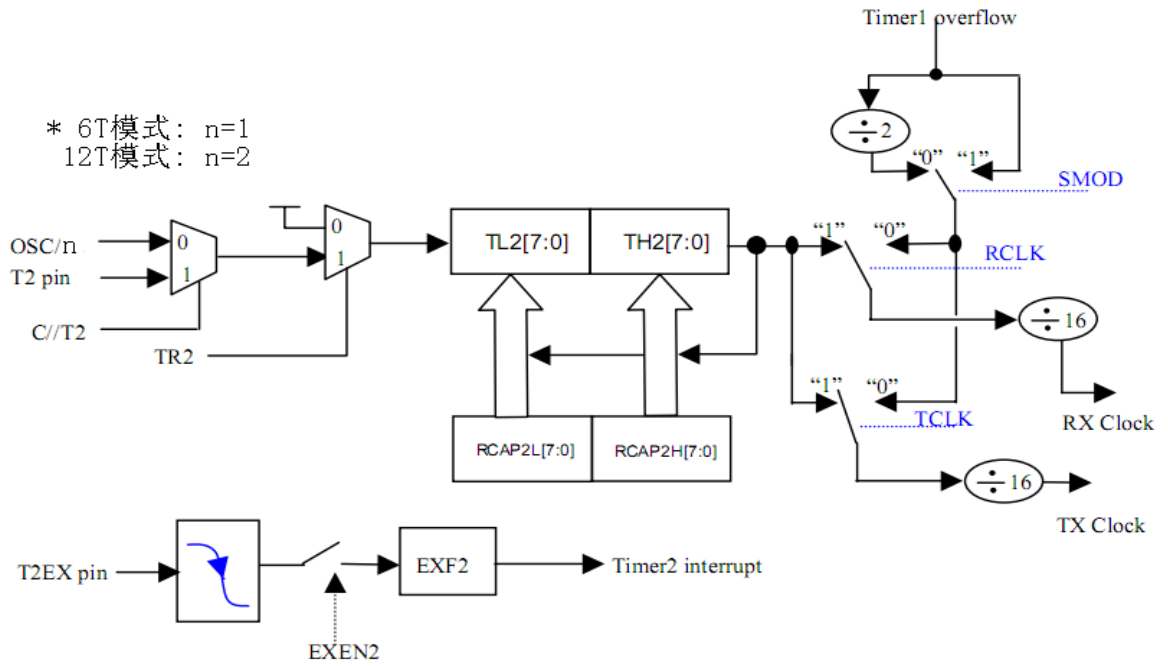 Timer1 overflow
* 6T模式: n=1
12T模式: n=2
÷2
“0” “1”
SMOD
OSC/n
T2 pin
0
1
0
1
C//T2
TR2
TL2[7:0]
TH2[7:0]
“1” “0”
RCLK
÷16
RX Clock
RCAP2L[7:0]
RCAP2H[7:0]
“1” “0”
TCLK
÷16
TX Clock
T2EX pin
EXF2
Timer2 interrupt
EXEN2